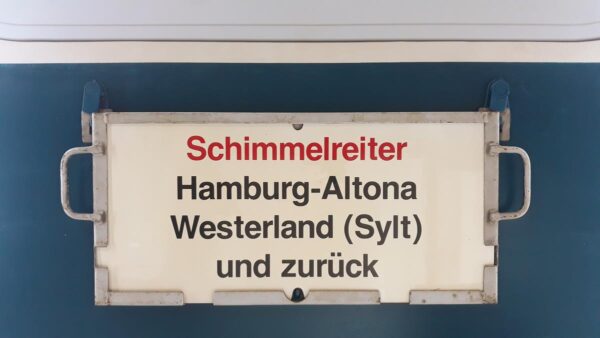 Schimmelreiter
Hamburg-Altona
Westerland (Sylt)
und zurück